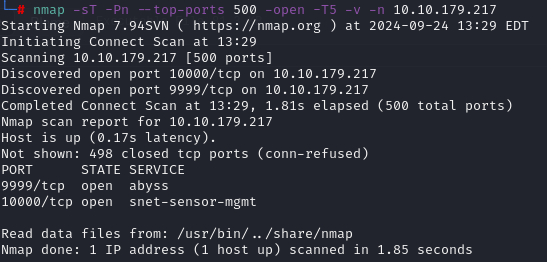 └─# nmap -sT -Pn --top-ports 500 -open -T5 -v -n 10.10.179.217
Starting Nmap 7.94SVN ( https://nmap.org ) at 2024-09-24 13:29 EDT
Initiating Connect Scan at 13:29
Scanning 10.10.179.217 [500 ports]
Discovered open port 10000/tcp on 10.10.179.217
Discovered open port 9999/tcp on 10.10.179.217
Completed Connect Scan at 13:29, 1.81s elapsed (500 total ports)
Nmap scan report for 10.10.179.217
Host is up (0.17s latency).
Not shown: 498 closed tcp ports (conn-refused)
PORT      STATE SERVICE
9999/tcp  open  abyss
10000/tcp open  snet-sensor-mgmt
Read data files from: /usr/bin/../share/nmap
Nmap done: 1 IP address (1 host up) scanned in 1.85 seconds